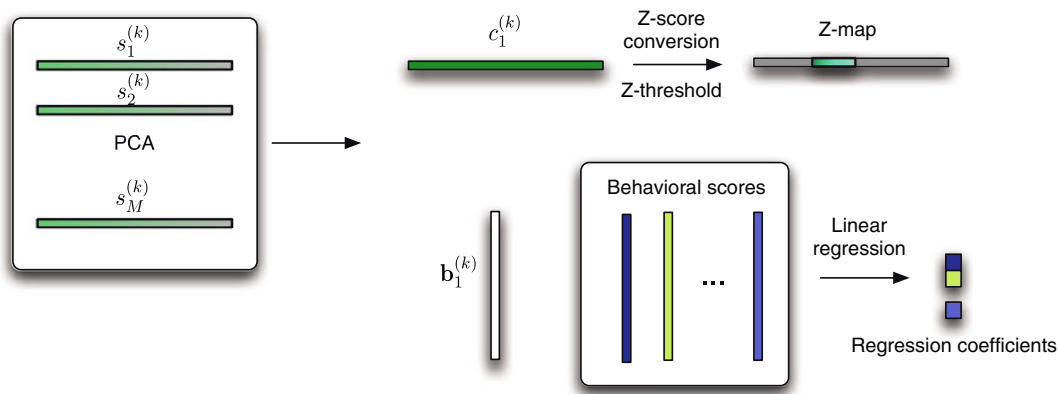 s_1^{(k)}
s_2^{(k)}
PCA
s_M^{(k)}
c_1^{(k)}
Z-score
conversion
Z-threshold
Z-map
b_1^{(k)}
Behavioral scores
...
Linear
regression
Regression coefficients